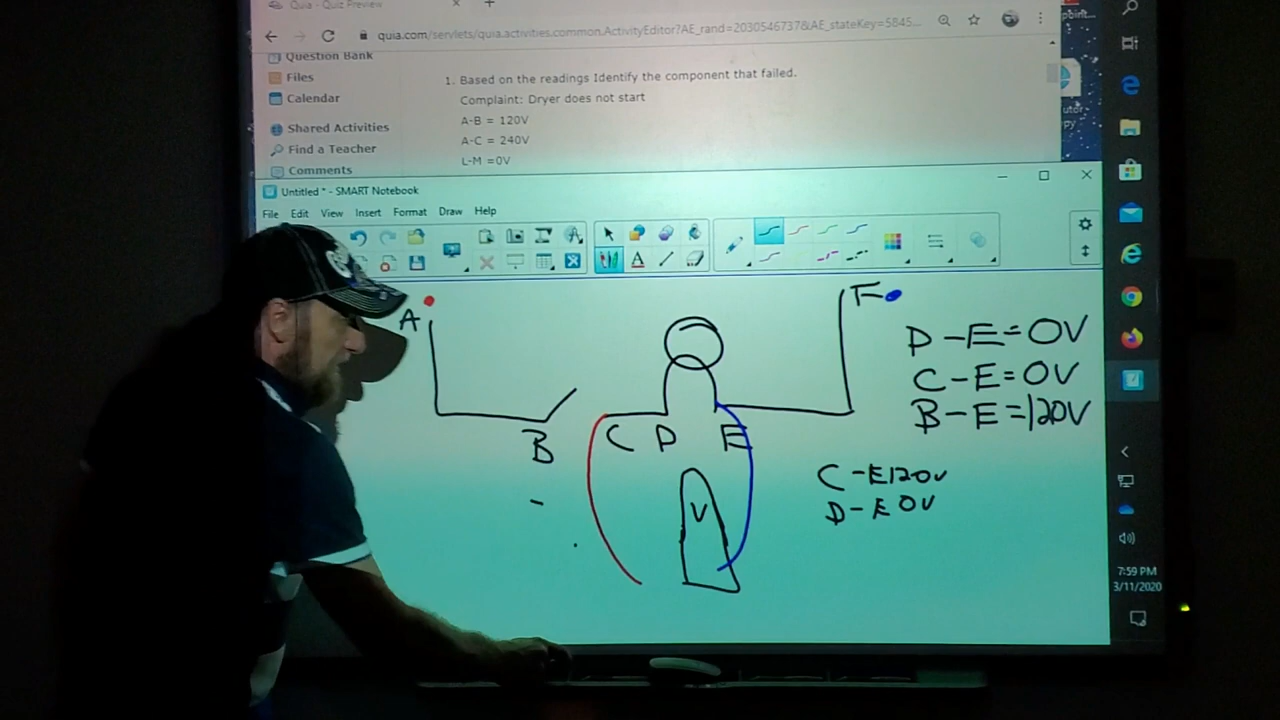 Quia - Quiz Preview
quia.com/servlets/quia.activities.common.ActivityEditor?AE_rand=2030546737&AE_stateKey=5845...
Question Bank
Files
Calendar
Shared Activities
Find a Teacher
Comments
1. Based on the readings Identify the component that failed.
Complaint: Dryer does not start
A-B = 120V
A-C = 240V
L-M =0V
Untitled * - SMART Notebook
File Edit View Insert Format Draw Help
A
F
B
C D E
V
D-E=0V
C-E=0V
B-E=120V
C-E120V
D-E 0V
7:59 PM
3/11/2020